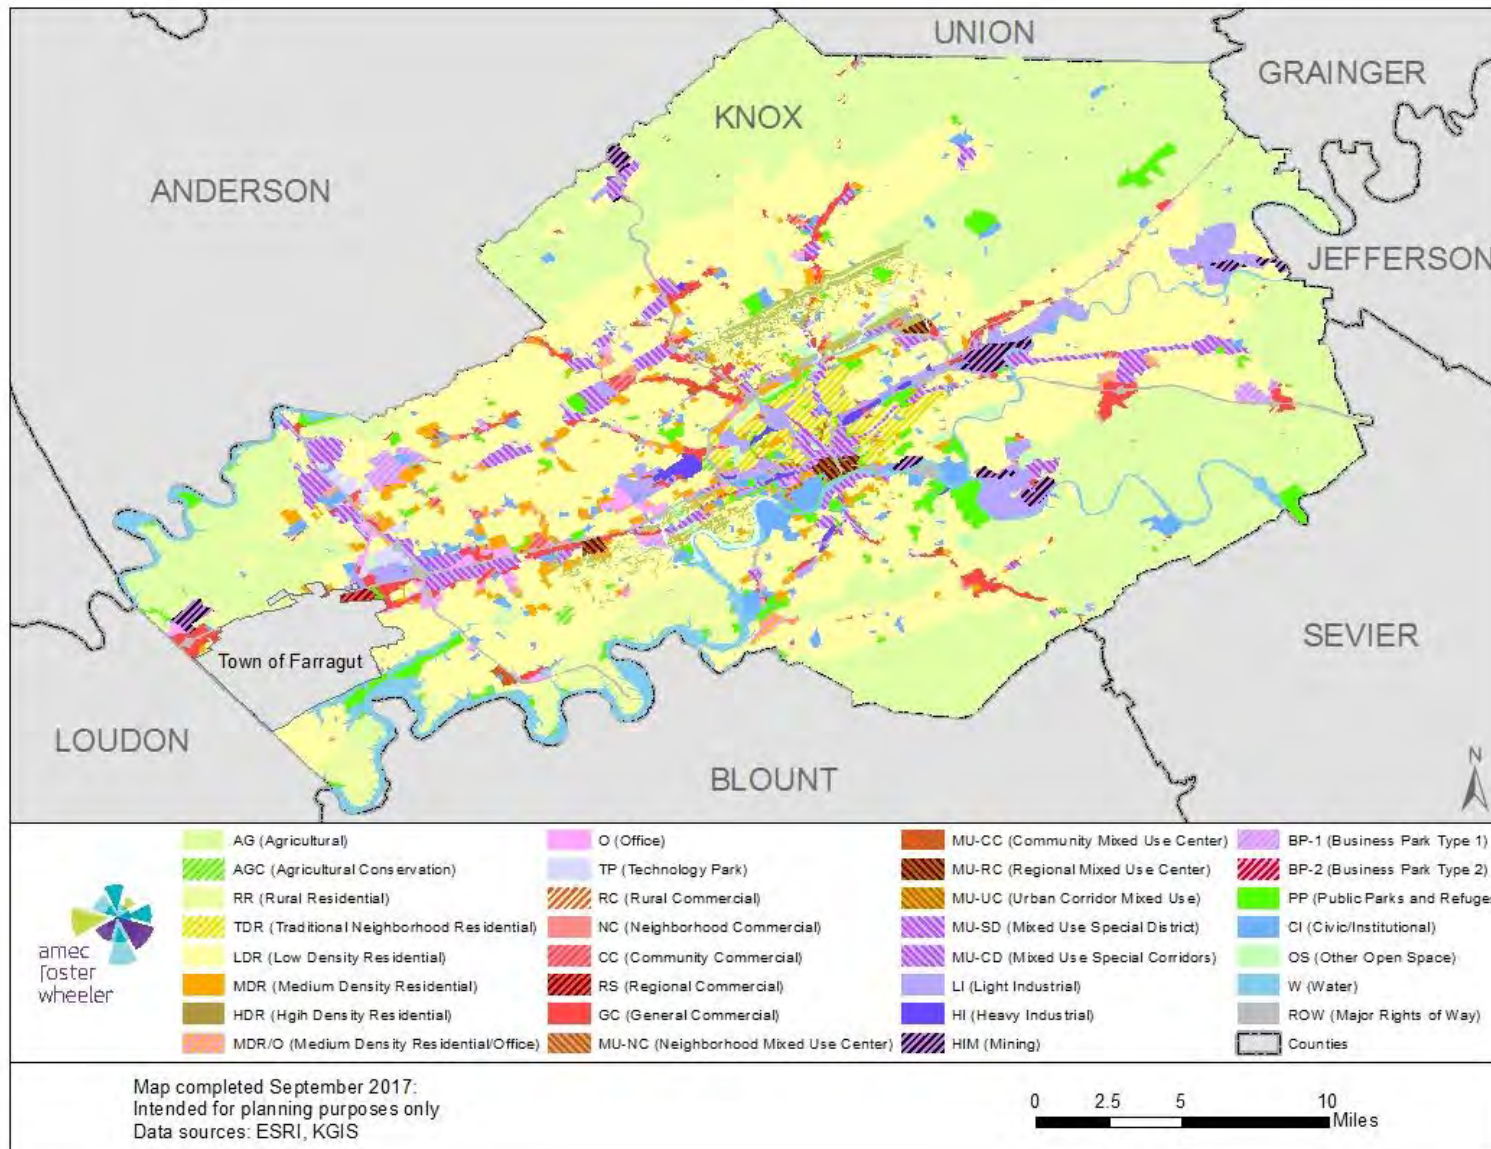 UNION
GRAINGER
KNOX
ANDERSON
JEFFERSON
SEVIER
Town of Farragut
LOUDON
BLOUNT
N
AG (Agricultural)
AGC (Agricultural Conservation)
RR (Rural Residential)
TDR (Traditional Neighborhood Residential)
LDR (Low Density Residential)
MDR (Medium Density Residential)
HDR (Hgih Density Residential)
MDR/O (Medium Density Residential/Office)
O (Office)
TP (Technology Park)
RC (Rural Commercial)
NC (Neighborhood Commercial)
CC (Community Commercial)
RS (Regional Commercial)
GC (General Commercial)
MU-NC (Neighborhood Mixed Use Center)
MU-CC (Community Mixed Use Center)
MU-RC (Regional Mixed Use Center)
MU-UC (Urban Corridor Mixed Use)
MU-SD (Mixed Use Special District)
MU-CD (Mixed Use Special Corridors)
LI (Light Industrial)
HI (Heavy Industrial)
HIM (Mining)
BP-1 (Business Park Type 1)
BP-2 (Business Park Type 2)
PP (Public Parks and Refuges
CI (Civic/Institutional)
OS (Other Open Space)
W (Water)
ROW (Major Rights of Way)
Counties
amec
foster
wheeler
Map completed September 2017:
Intended for planning purposes only
Data sources: ESRI, KGIS
0 2.5 5 10
Miles